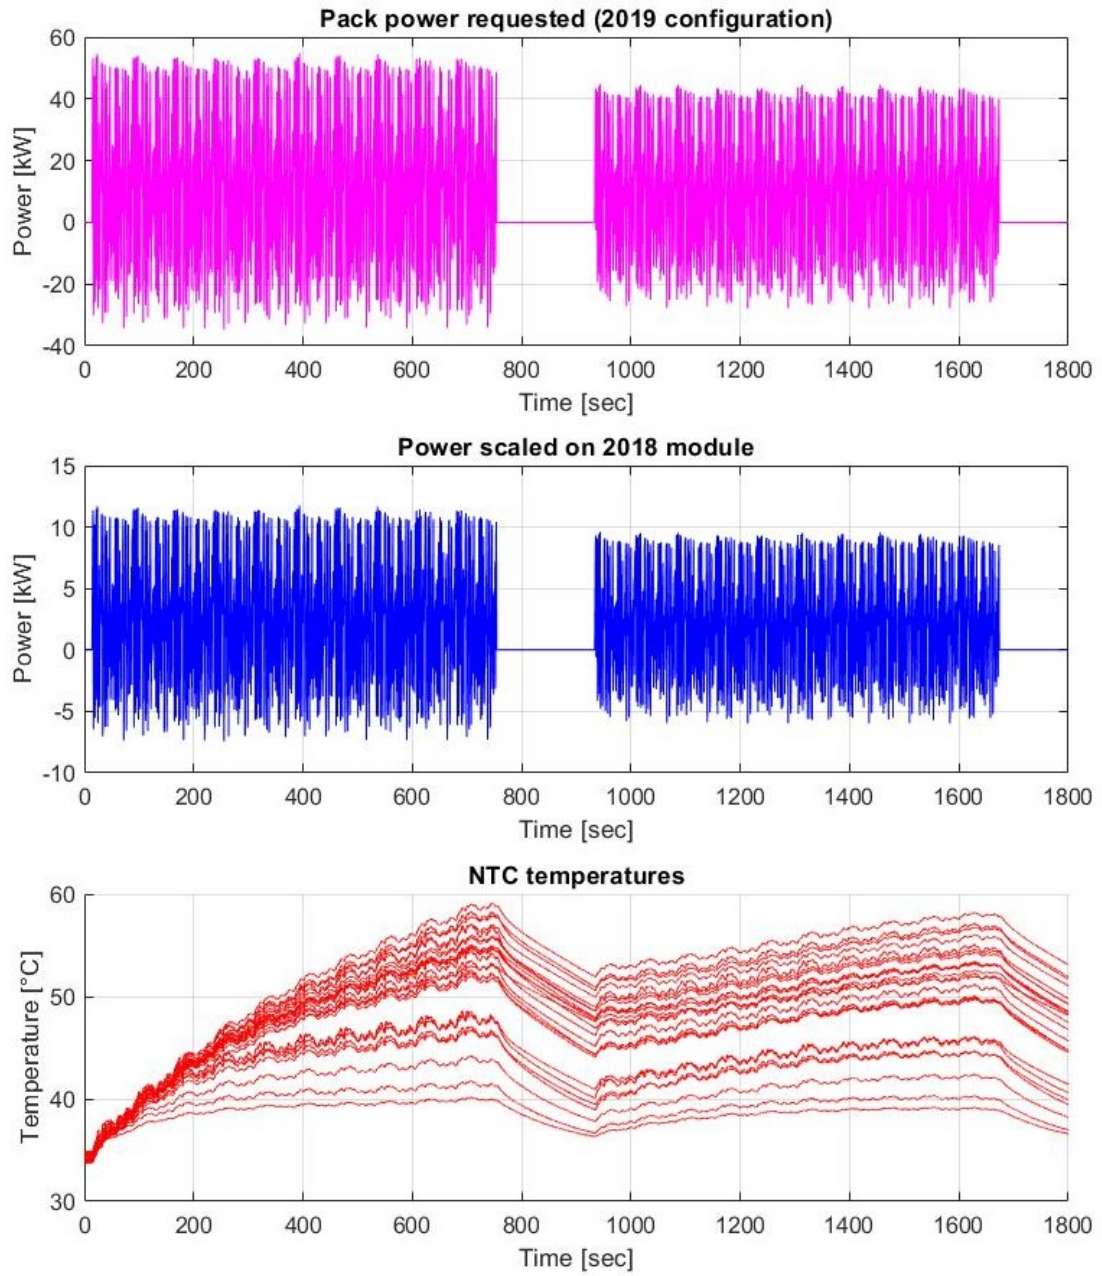 Pack power requested (2019 configuration)
60
40
20
0
-20
-40
Power [kW]
0 200 400 600 800 1000 1200 1400 1600 1800
Time [sec]
Power scaled on 2018 module
15
10
5
0
-5
-10
Power [kW]
0 200 400 600 800 1000 1200 1400 1600 1800
Time [sec]
NTC temperatures
60
50
40
30
Temperature [°C]
0 200 400 600 800 1000 1200 1400 1600 1800
Time [sec]